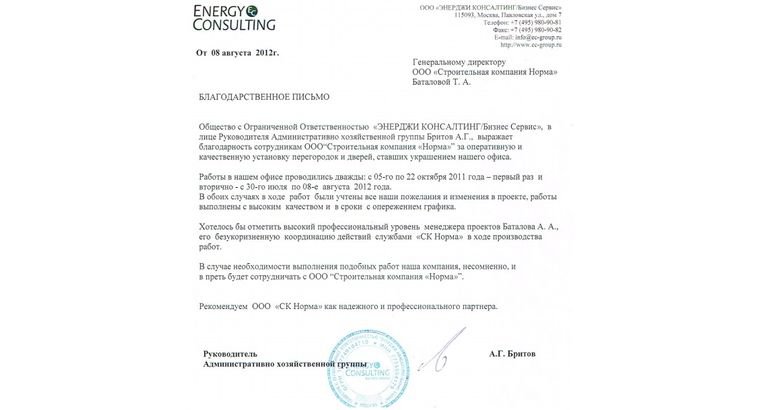 ENERGY EC
CONSULTING
ООО «ЭНЕРДЖИ КОНСАЛТИНГ/Бизнес Сервис»
115093, Москва, Павловская ул., дом 7
Телефон: +7 (495) 980-90-81
Факс: +7 (495) 980-90-82
E-mail: info@ec-group.ru
http://www.ec-group.ru
От 08 августа 2012г.
Генеральному директору
ООО «Строительная компания Норма»
Баталовой Т. А.
БЛАГОДАРСТВЕННОЕ ПИСЬМО
Общество с Ограниченной Ответственностью «ЭНЕРДЖИ КОНСАЛТИНГ/Бизнес Сервис», в
лице Руководителя Административно хозяйственной группы Бритов А.Г., выражает
благодарность сотрудникам ООО“Строительная компания «Норма»” за оперативную и
качественную установку перегородок и дверей, ставших украшением нашего офиса.
Работы в нашем офисе проводились дважды: с 05-го по 22 октября 2011 года – первый раз и
вторично - с 30-го июля по 08-е августа 2012 года.
В обоих случаях в ходе работ были учтены все наши пожелания и изменения в проекте, работы
выполнены с высоким качеством и в сроки с опережением графика.
Хотелось бы отметить высокий профессиональный уровень менеджера проектов Баталова А. А.,
его безукоризненную координацию действий службами «СК Норма» в ходе производства
работ.
В случае необходимости выполнения подобных работ наша компания, несомненно, и
в преть будет сотрудничать с ООО “Строительная компания «Норма»”.
Рекомендуем ООО «СК Норма» как надежного и профессионального партнера.
Руководитель
Административно хозяйственной группы
А.Г. Бритов
ENERGY
CONSULTING